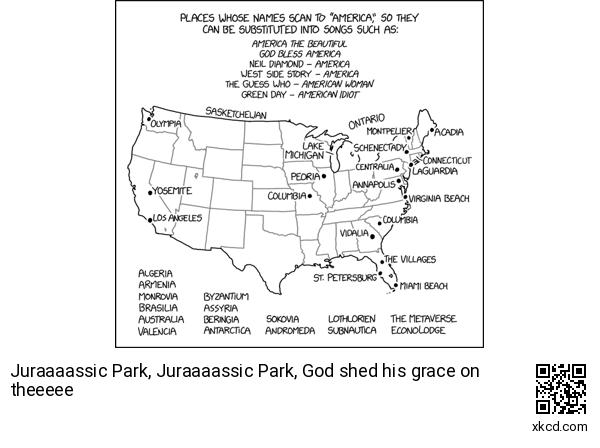 PLACES WHOSE NAMES SCAN TO "AMERICA," SO THEY
CAN BE SUBSTITUTED INTO SONGS SUCH AS:
AMERICA THE BEAUTIFUL
GOD BLESS AMERICA
NEIL DIAMOND – AMERICA
WEST SIDE STORY – AMERICA
THE GUESS WHO – AMERICAN WOMAN
GREEN DAY – AMERICAN IDIOT
SASKETCHEWAN
OLYMPIA
ONTARIO
MONTPELIER
ACADIA
LAKE
MICHIGAN
SCHENECTADY
CONNECTICUT
PEORIA
CENTRALIA
LAGUARDIA
YOSEMITE
COLUMBIA
ANNAPOLIS
VIRGINIA BEACH
LOS ANGELES
COLUMBIA
VIDALIA
THE VILLAGES
ST. PETERSBURG
MIAMI BEACH
ALGERIA
ARMENIA
MONROVIA BYZANTIUM
BRASILIA ASSYRIA
AUSTRALIA BERINGIA SOKOVIA LOTHLORIEN THE METAVERSE
VALENCIA ANTARCTICA ANDROMEDA SUBNAUTICA ECONOLODGE
Juraaaassic Park, Juraaaassic Park, God shed his grace on
theeeee
xkcd.com